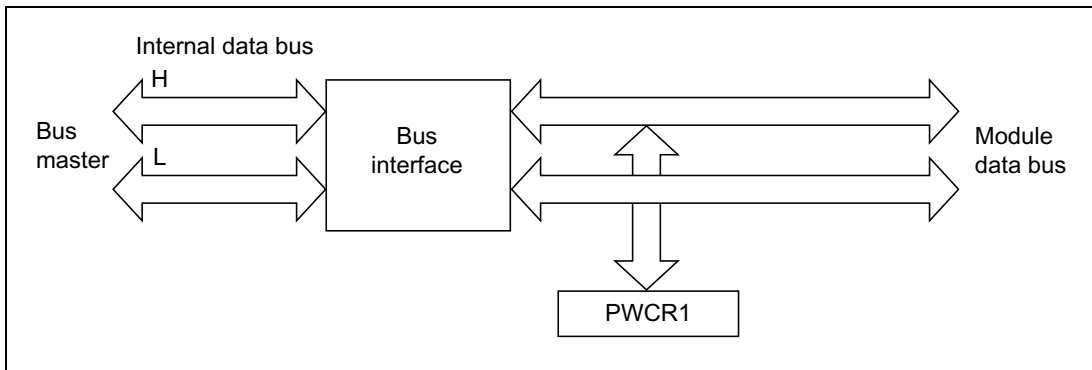 Internal data bus
H
Bus
master
L
Bus
interface
Module
data bus
PWCR1